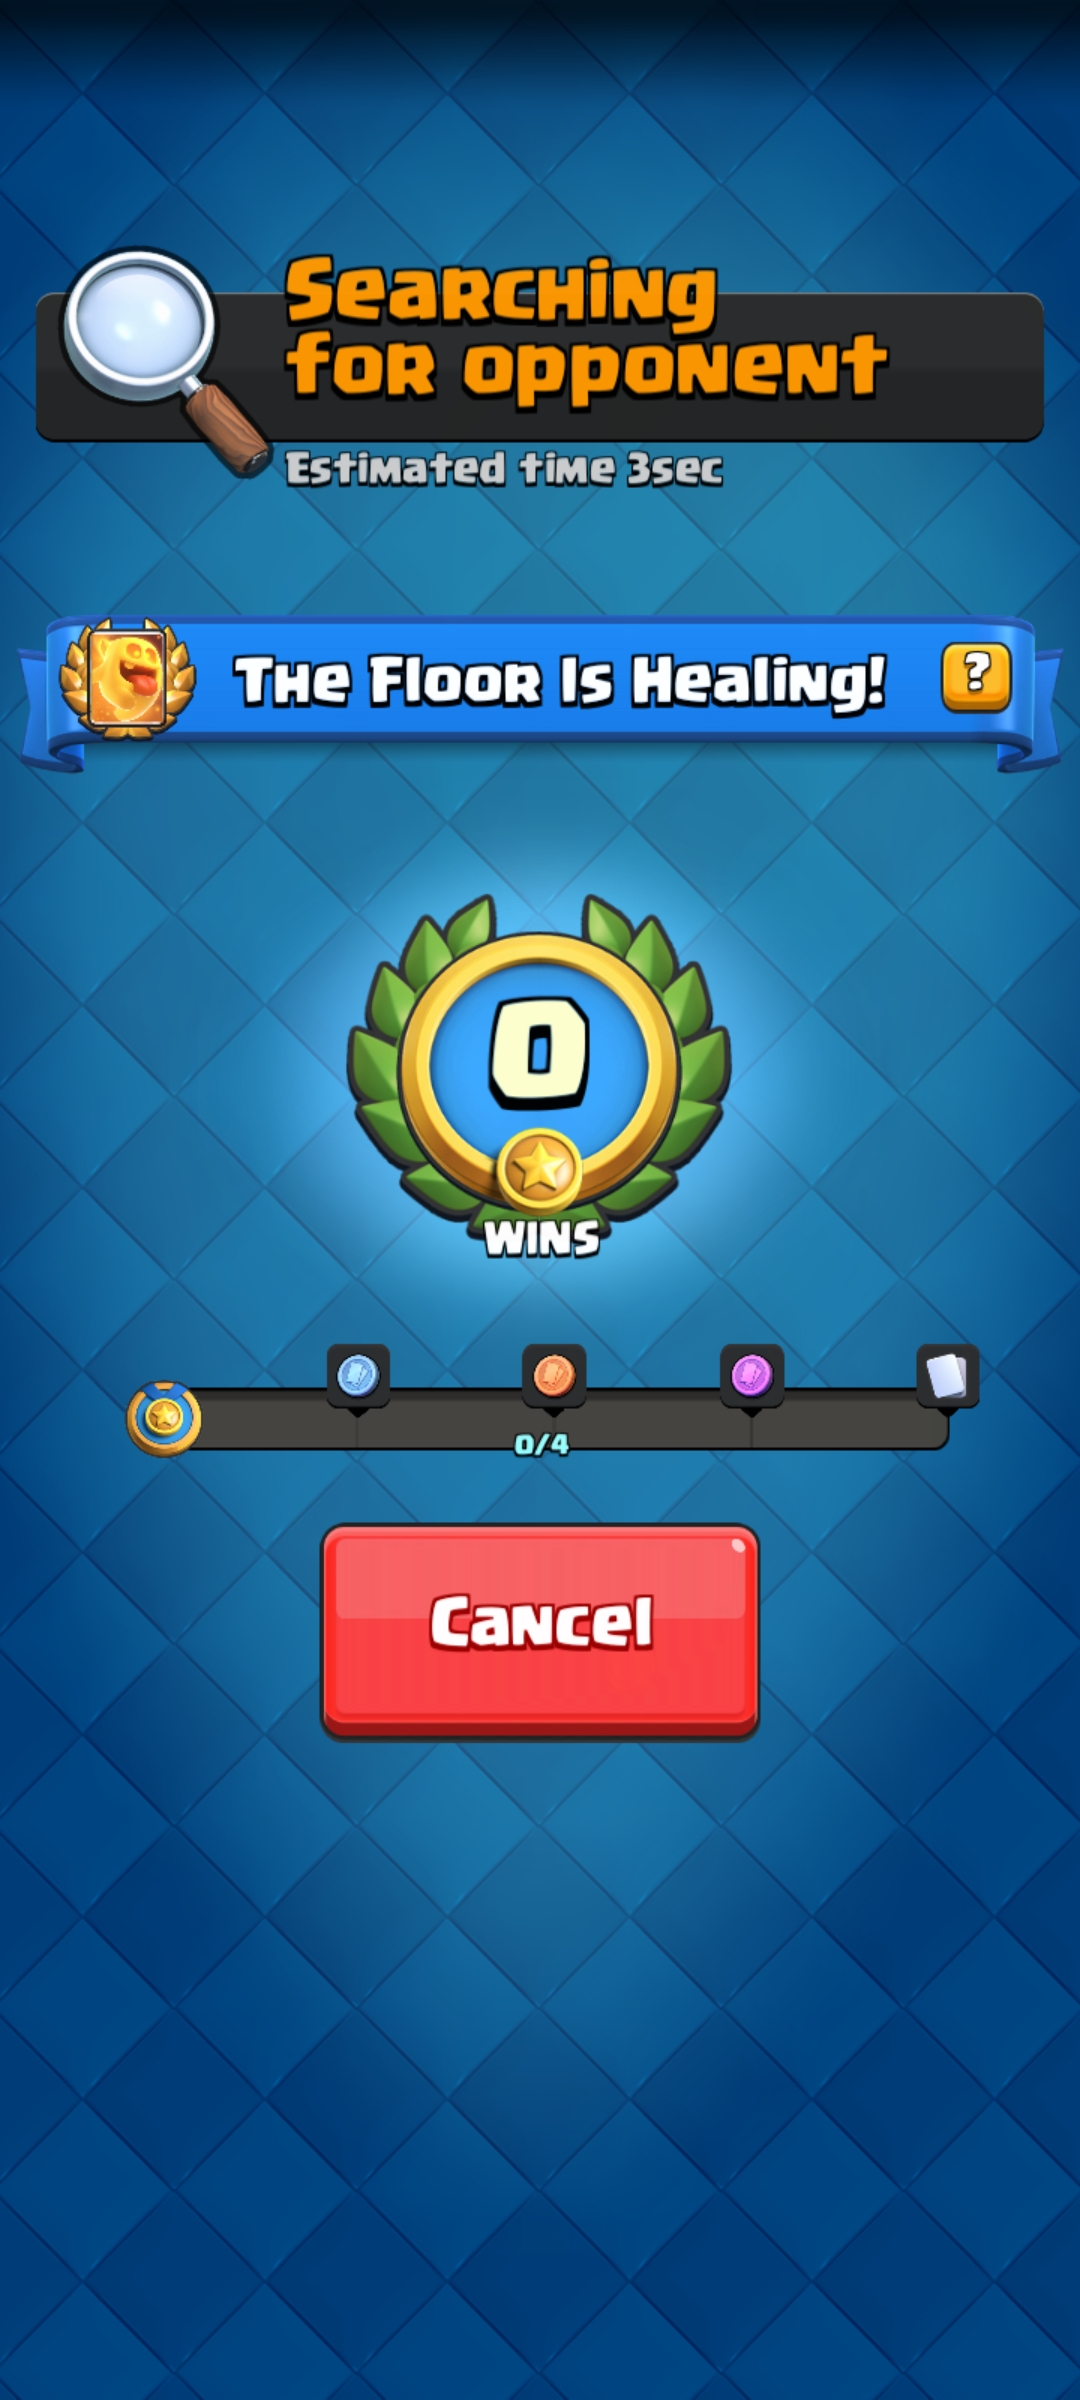 Searching
for opponent
Estimated time 3sec
The Floor Is Healing!
?
0
WINS
0/4
Cancel